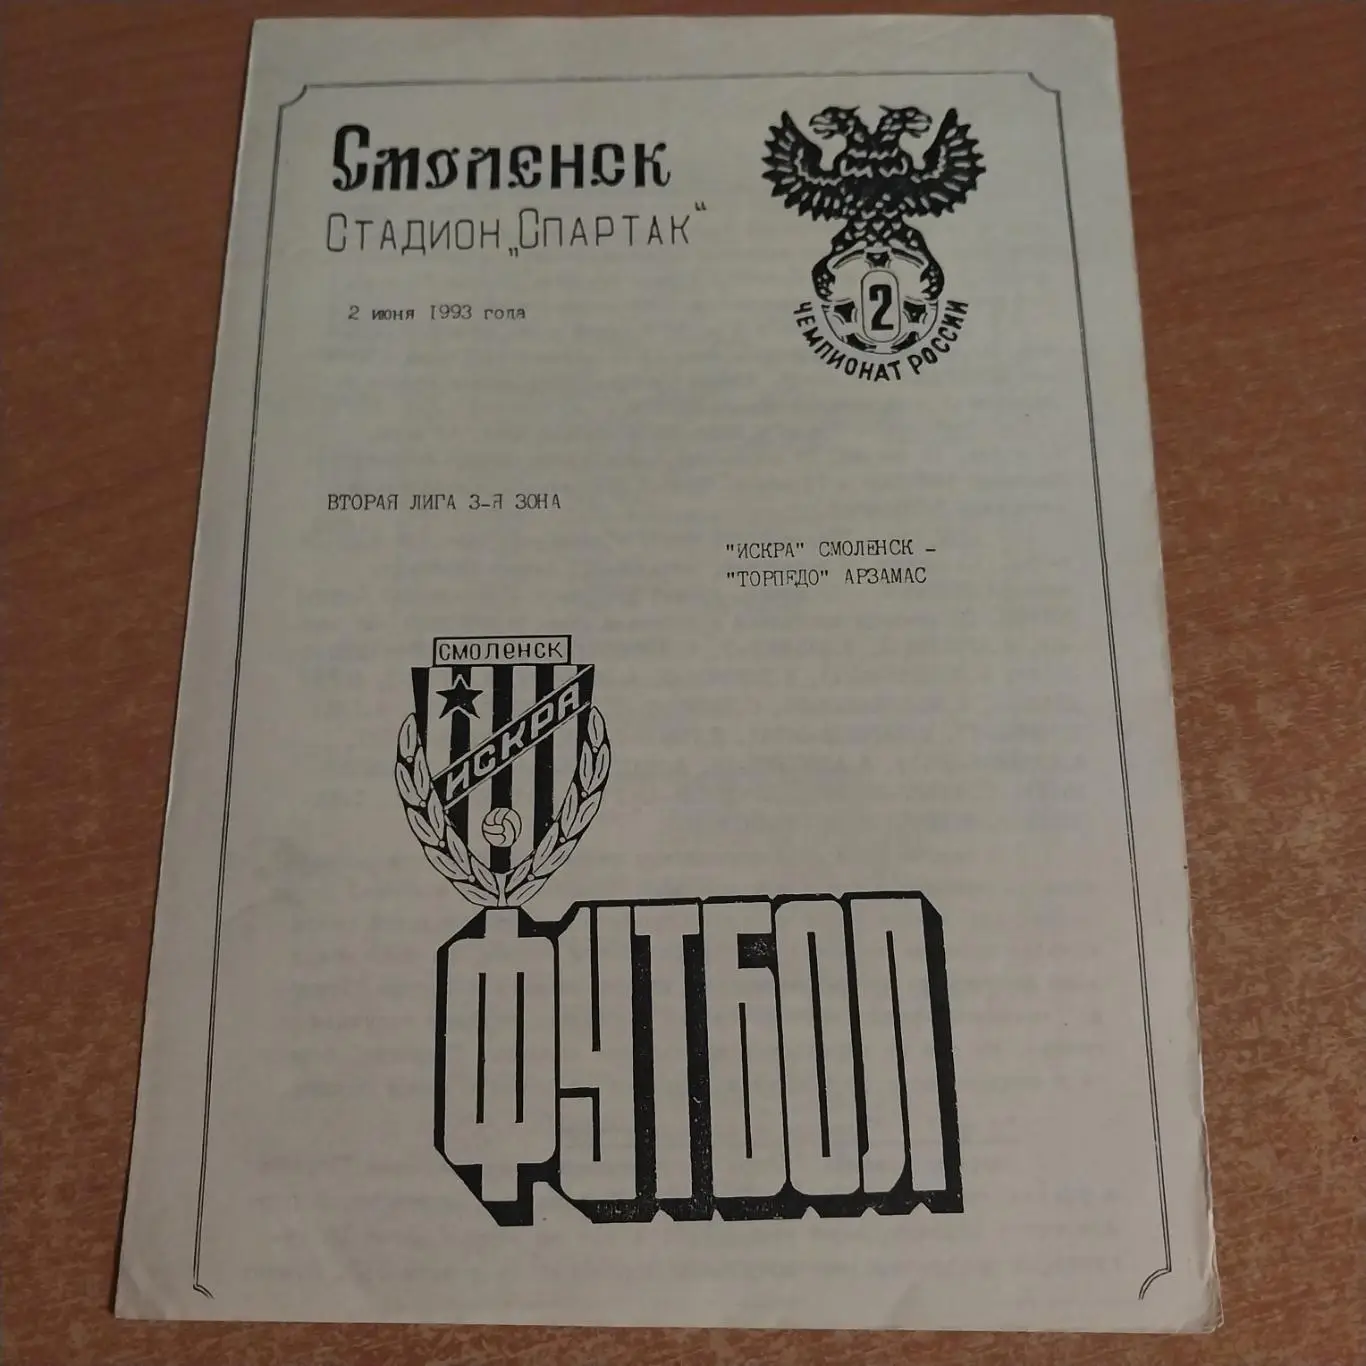 Смоленск
Стадион „Спартак“
2 июня 1993 года
2
ЧЕМПИОНАТ РОССИИ
ВТОРАЯ ЛИГА 3-Я ЗОНА
"ИСКРА" СМОЛЕНСК –
"ТОРПЕДО" АРЗАМАС
СМОЛЕНСК
ИСКРА
ФУТБОЛ